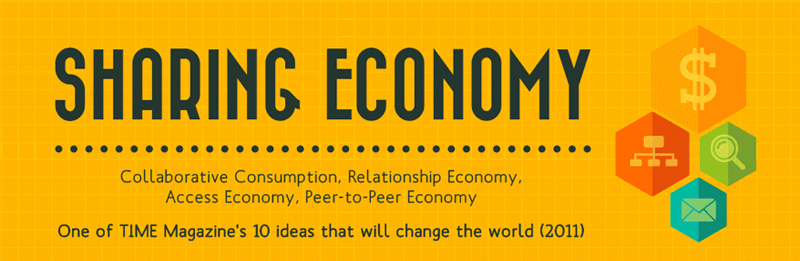 SHARING ECONOMY
$
Collaborative Consumption, Relationship Economy,
Access Economy, Peer-to-Peer Economy
One of TIME Magazine's 10 ideas that will change the world (2011)